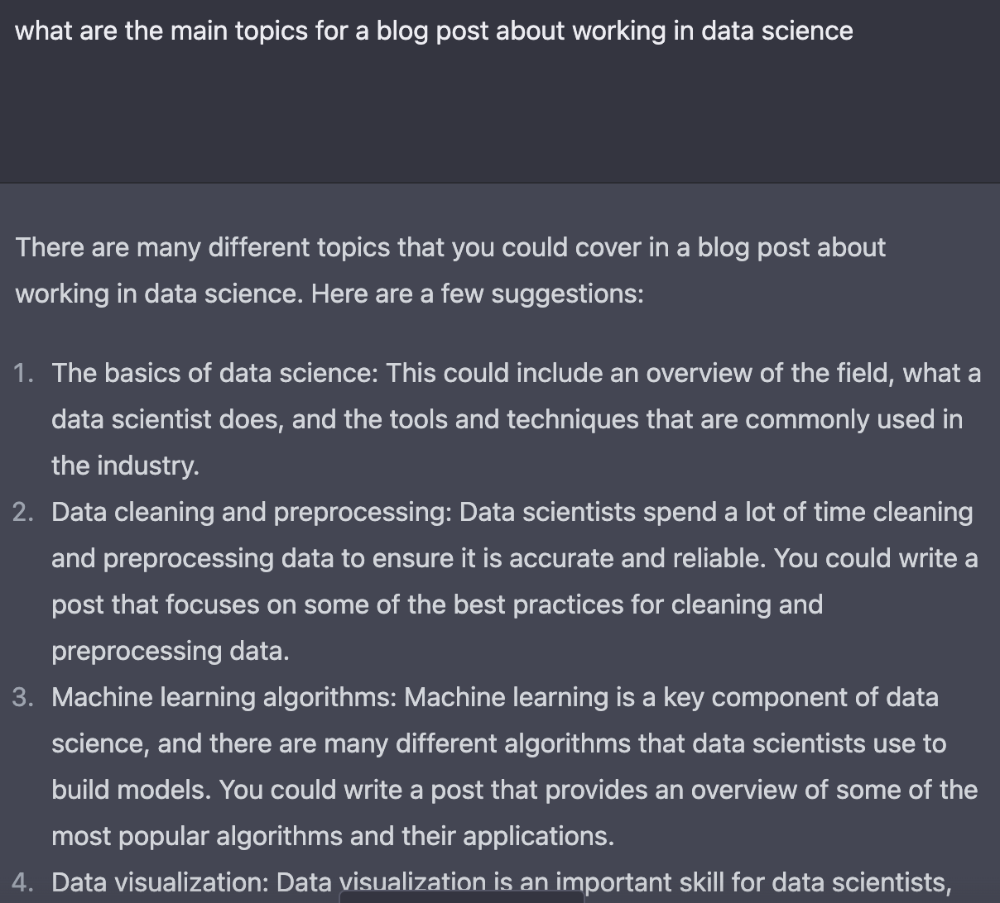 what are the main topics for a blog post about working in data science
There are many different topics that you could cover in a blog post about
working in data science. Here are a few suggestions:
1. The basics of data science: This could include an overview of the field, what a
data scientist does, and the tools and techniques that are commonly used in
the industry.
2. Data cleaning and preprocessing: Data scientists spend a lot of time cleaning
and preprocessing data to ensure it is accurate and reliable. You could write a
post that focuses on some of the best practices for cleaning and
preprocessing data.
3. Machine learning algorithms: Machine learning is a key component of data
science, and there are many different algorithms that data scientists use to
build models. You could write a post that provides an overview of some of the
most popular algorithms and their applications.
4. Data visualization: Data visualization is an important skill for data scientists,